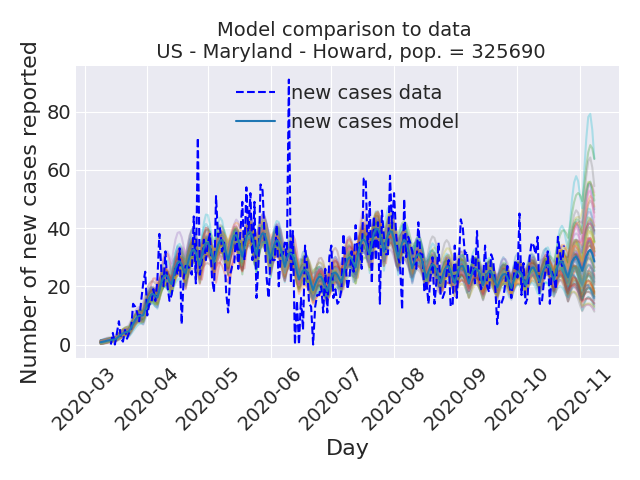 Model comparison to data
US - Maryland - Howard, pop. = 325690
Number of new cases reported
new cases data
new cases model
80
60
40
20
0
2020-03
2020-04
2020-05
2020-06
2020-07
2020-08
2020-09
2020-10
2020-11
Day